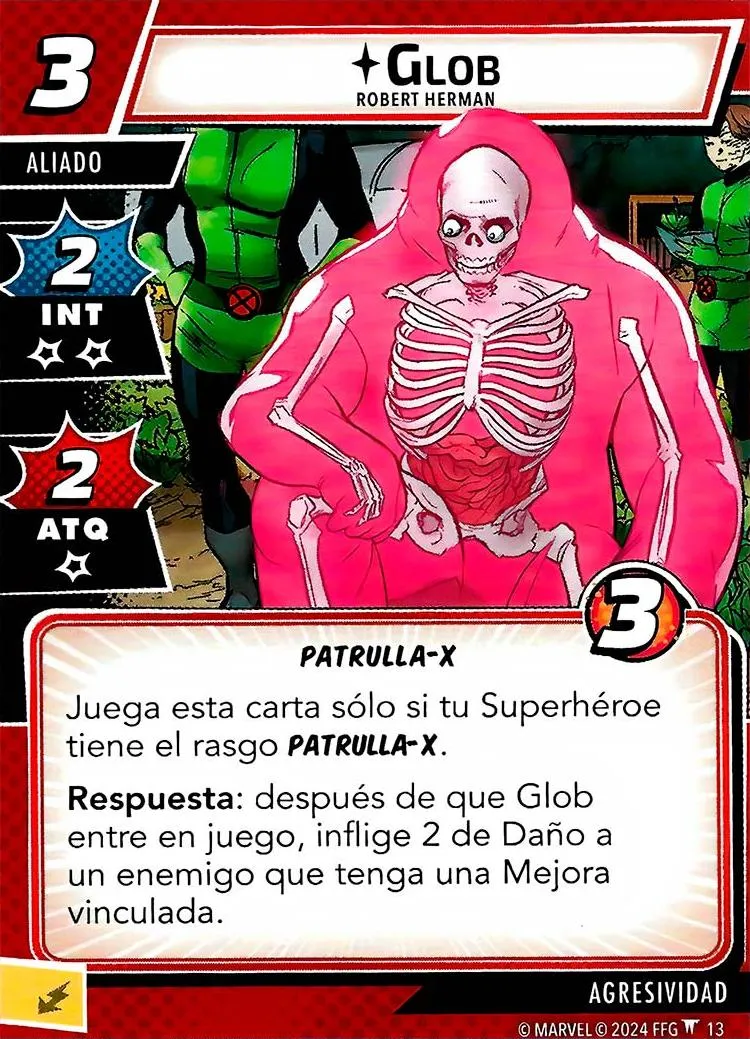 3
GLOB
ROBERT HERMAN
ALIADO
2
INT
2
ATQ
3
PATRULLA-X
Juega esta carta sólo si tu Superhéroe
tiene el rasgo PATRULLA-X.
Respuesta: después de que Glob
entre en juego, inflige 2 de Daño a
un enemigo que tenga una Mejora
vinculada.
AGRESIVIDAD
© MARVEL © 2024 FFG 13